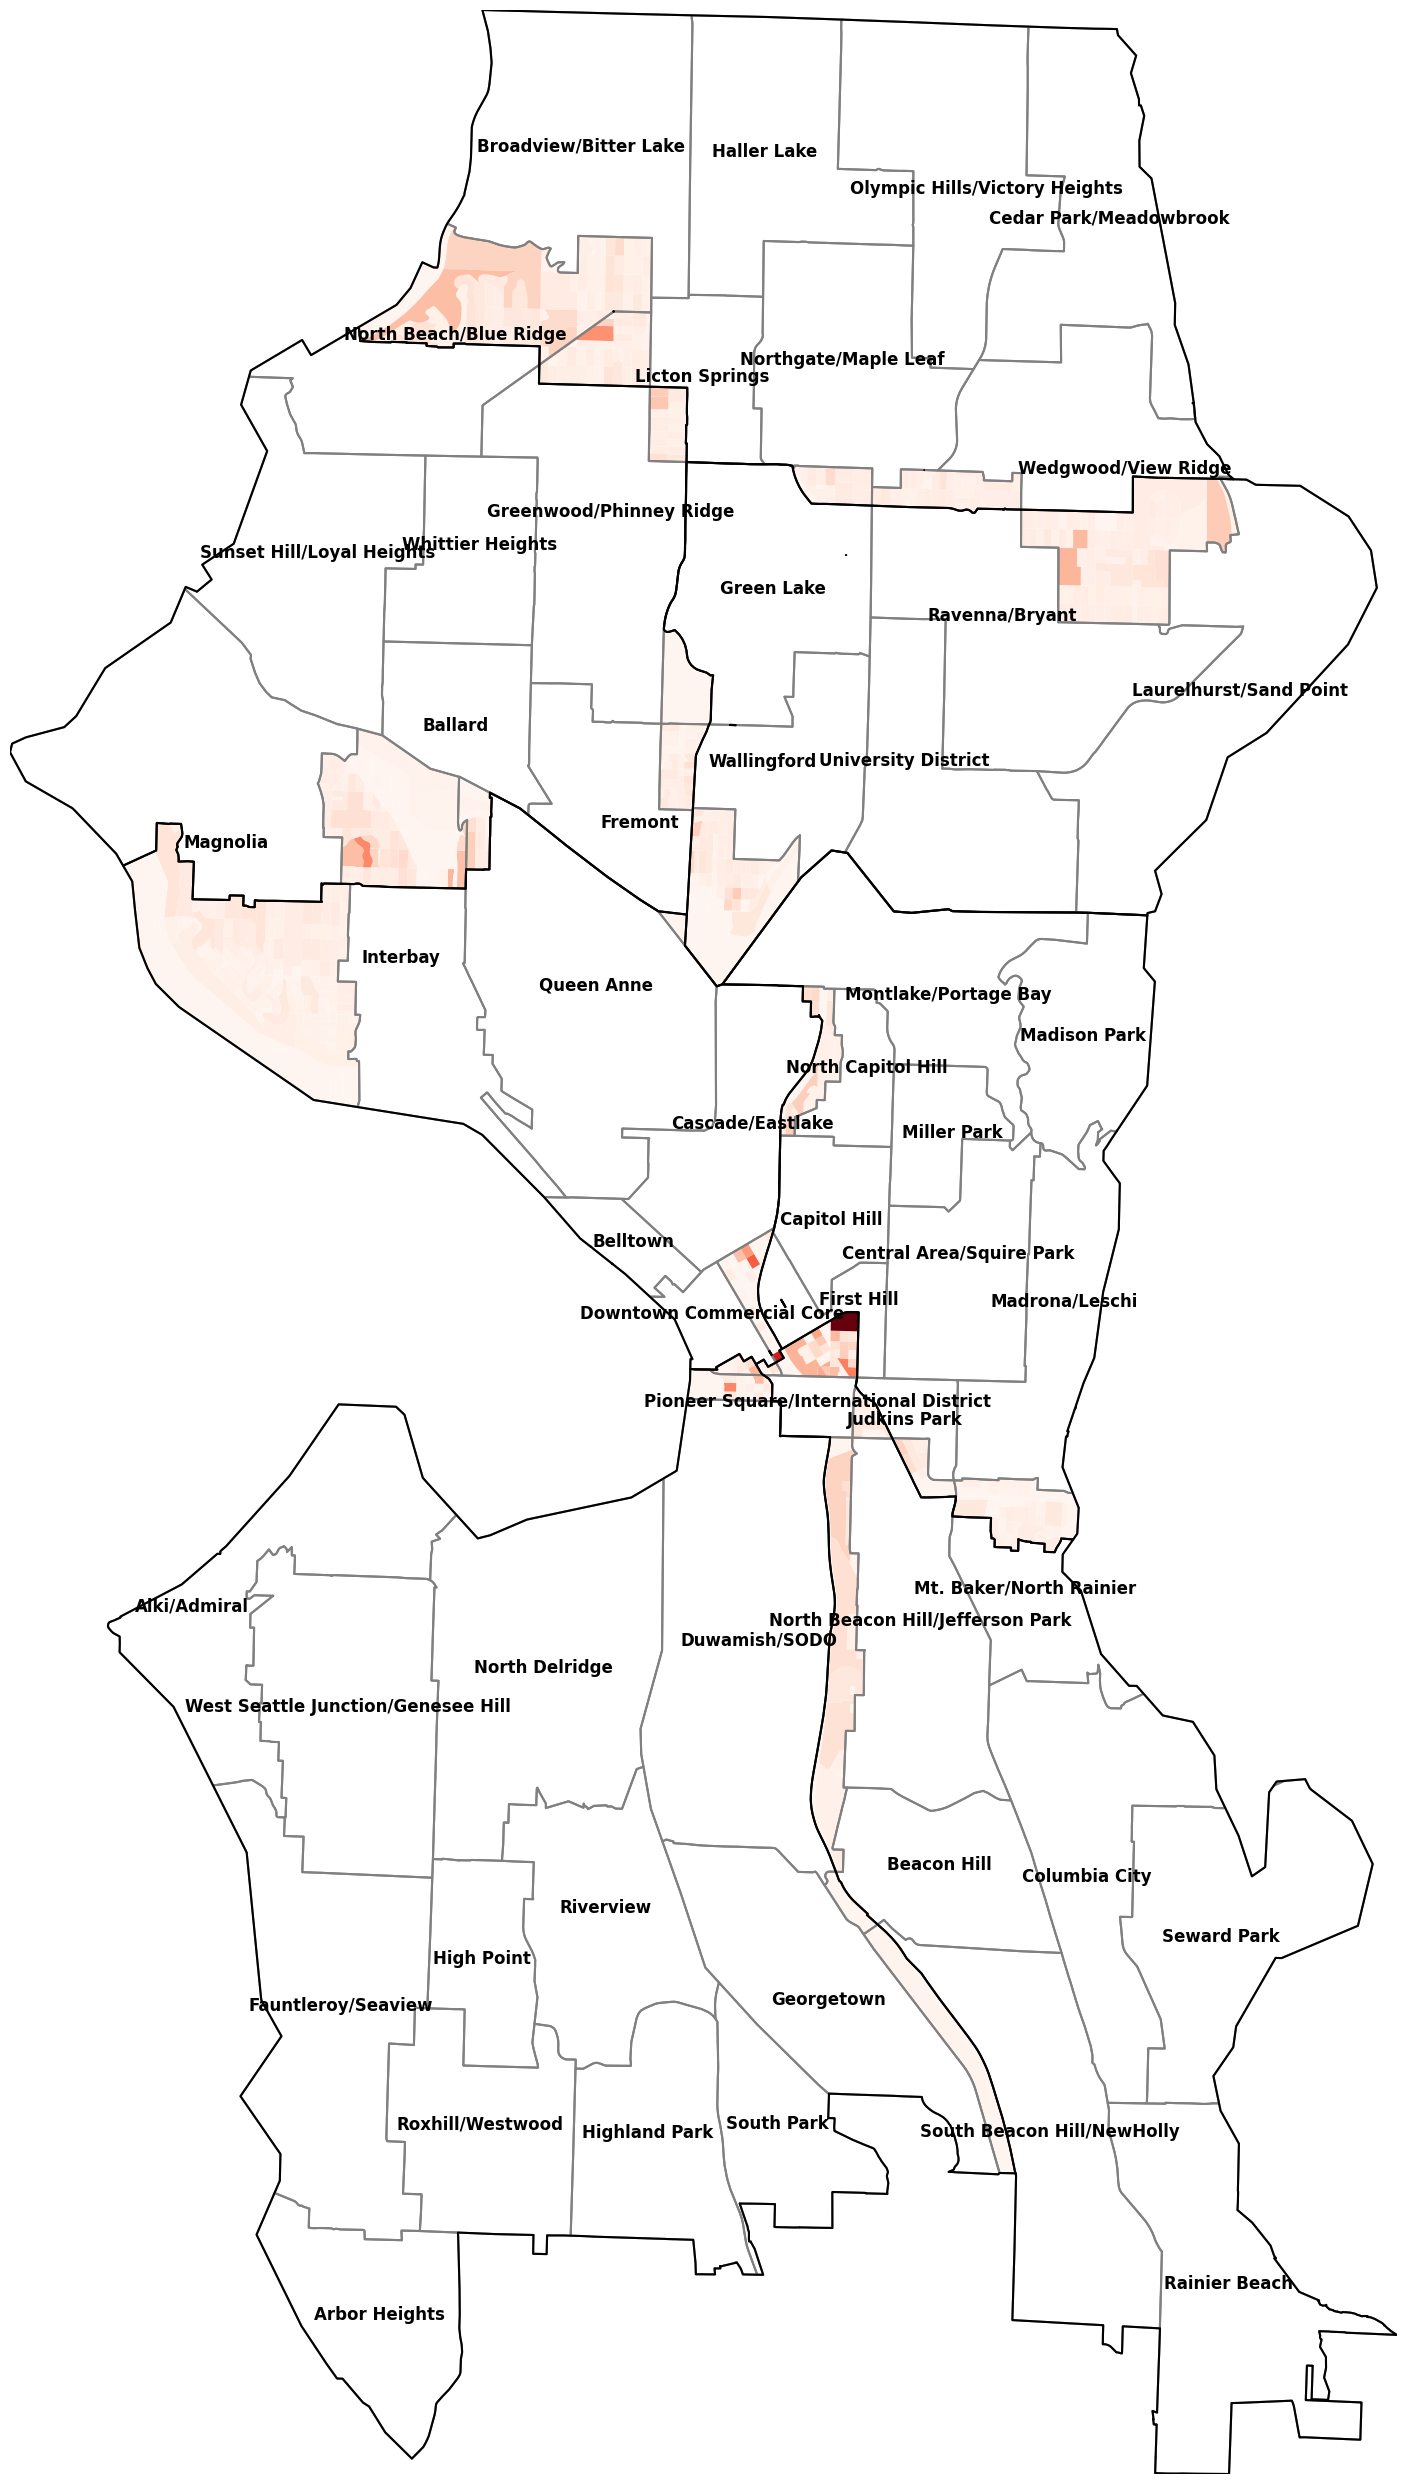 Broadview/Bitter Lake
Haller Lake
Olympic Hills/Victory Heights
Cedar Park/Meadowbrook
North Beach/Blue Ridge
Northgate/Maple Leaf
Licton Springs
Wedgwood/View Ridge
Greenwood/Phinney Ridge
Whittier Heights
Sunset Hill/Loyal Heights
Green Lake
Ravenna/Bryant
Laurelhurst/Sand Point
Ballard
Wallingford
University District
Fremont
Magnolia
Interbay
Queen Anne
Montlake/Portage Bay
Madison Park
North Capitol Hill
Cascade/Eastlake
Miller Park
Capitol Hill
Belltown
Central Area/Squire Park
First Hill
Madrona/Leschi
Downtown Commercial Core
Pioneer Square/International District
Judkins Park
Mt. Baker/North Rainier
Alki/Admiral
North Beacon Hill/Jefferson Park
Duwamish/SODO
North Delridge
West Seattle Junction/Genesee Hill
Beacon Hill
Columbia City
Riverview
Seward Park
High Point
Georgetown
Fauntleroy/Seaview
Roxhill/Westwood
South Park
Highland Park
South Beacon Hill/NewHolly
Rainier Beach
Arbor Heights